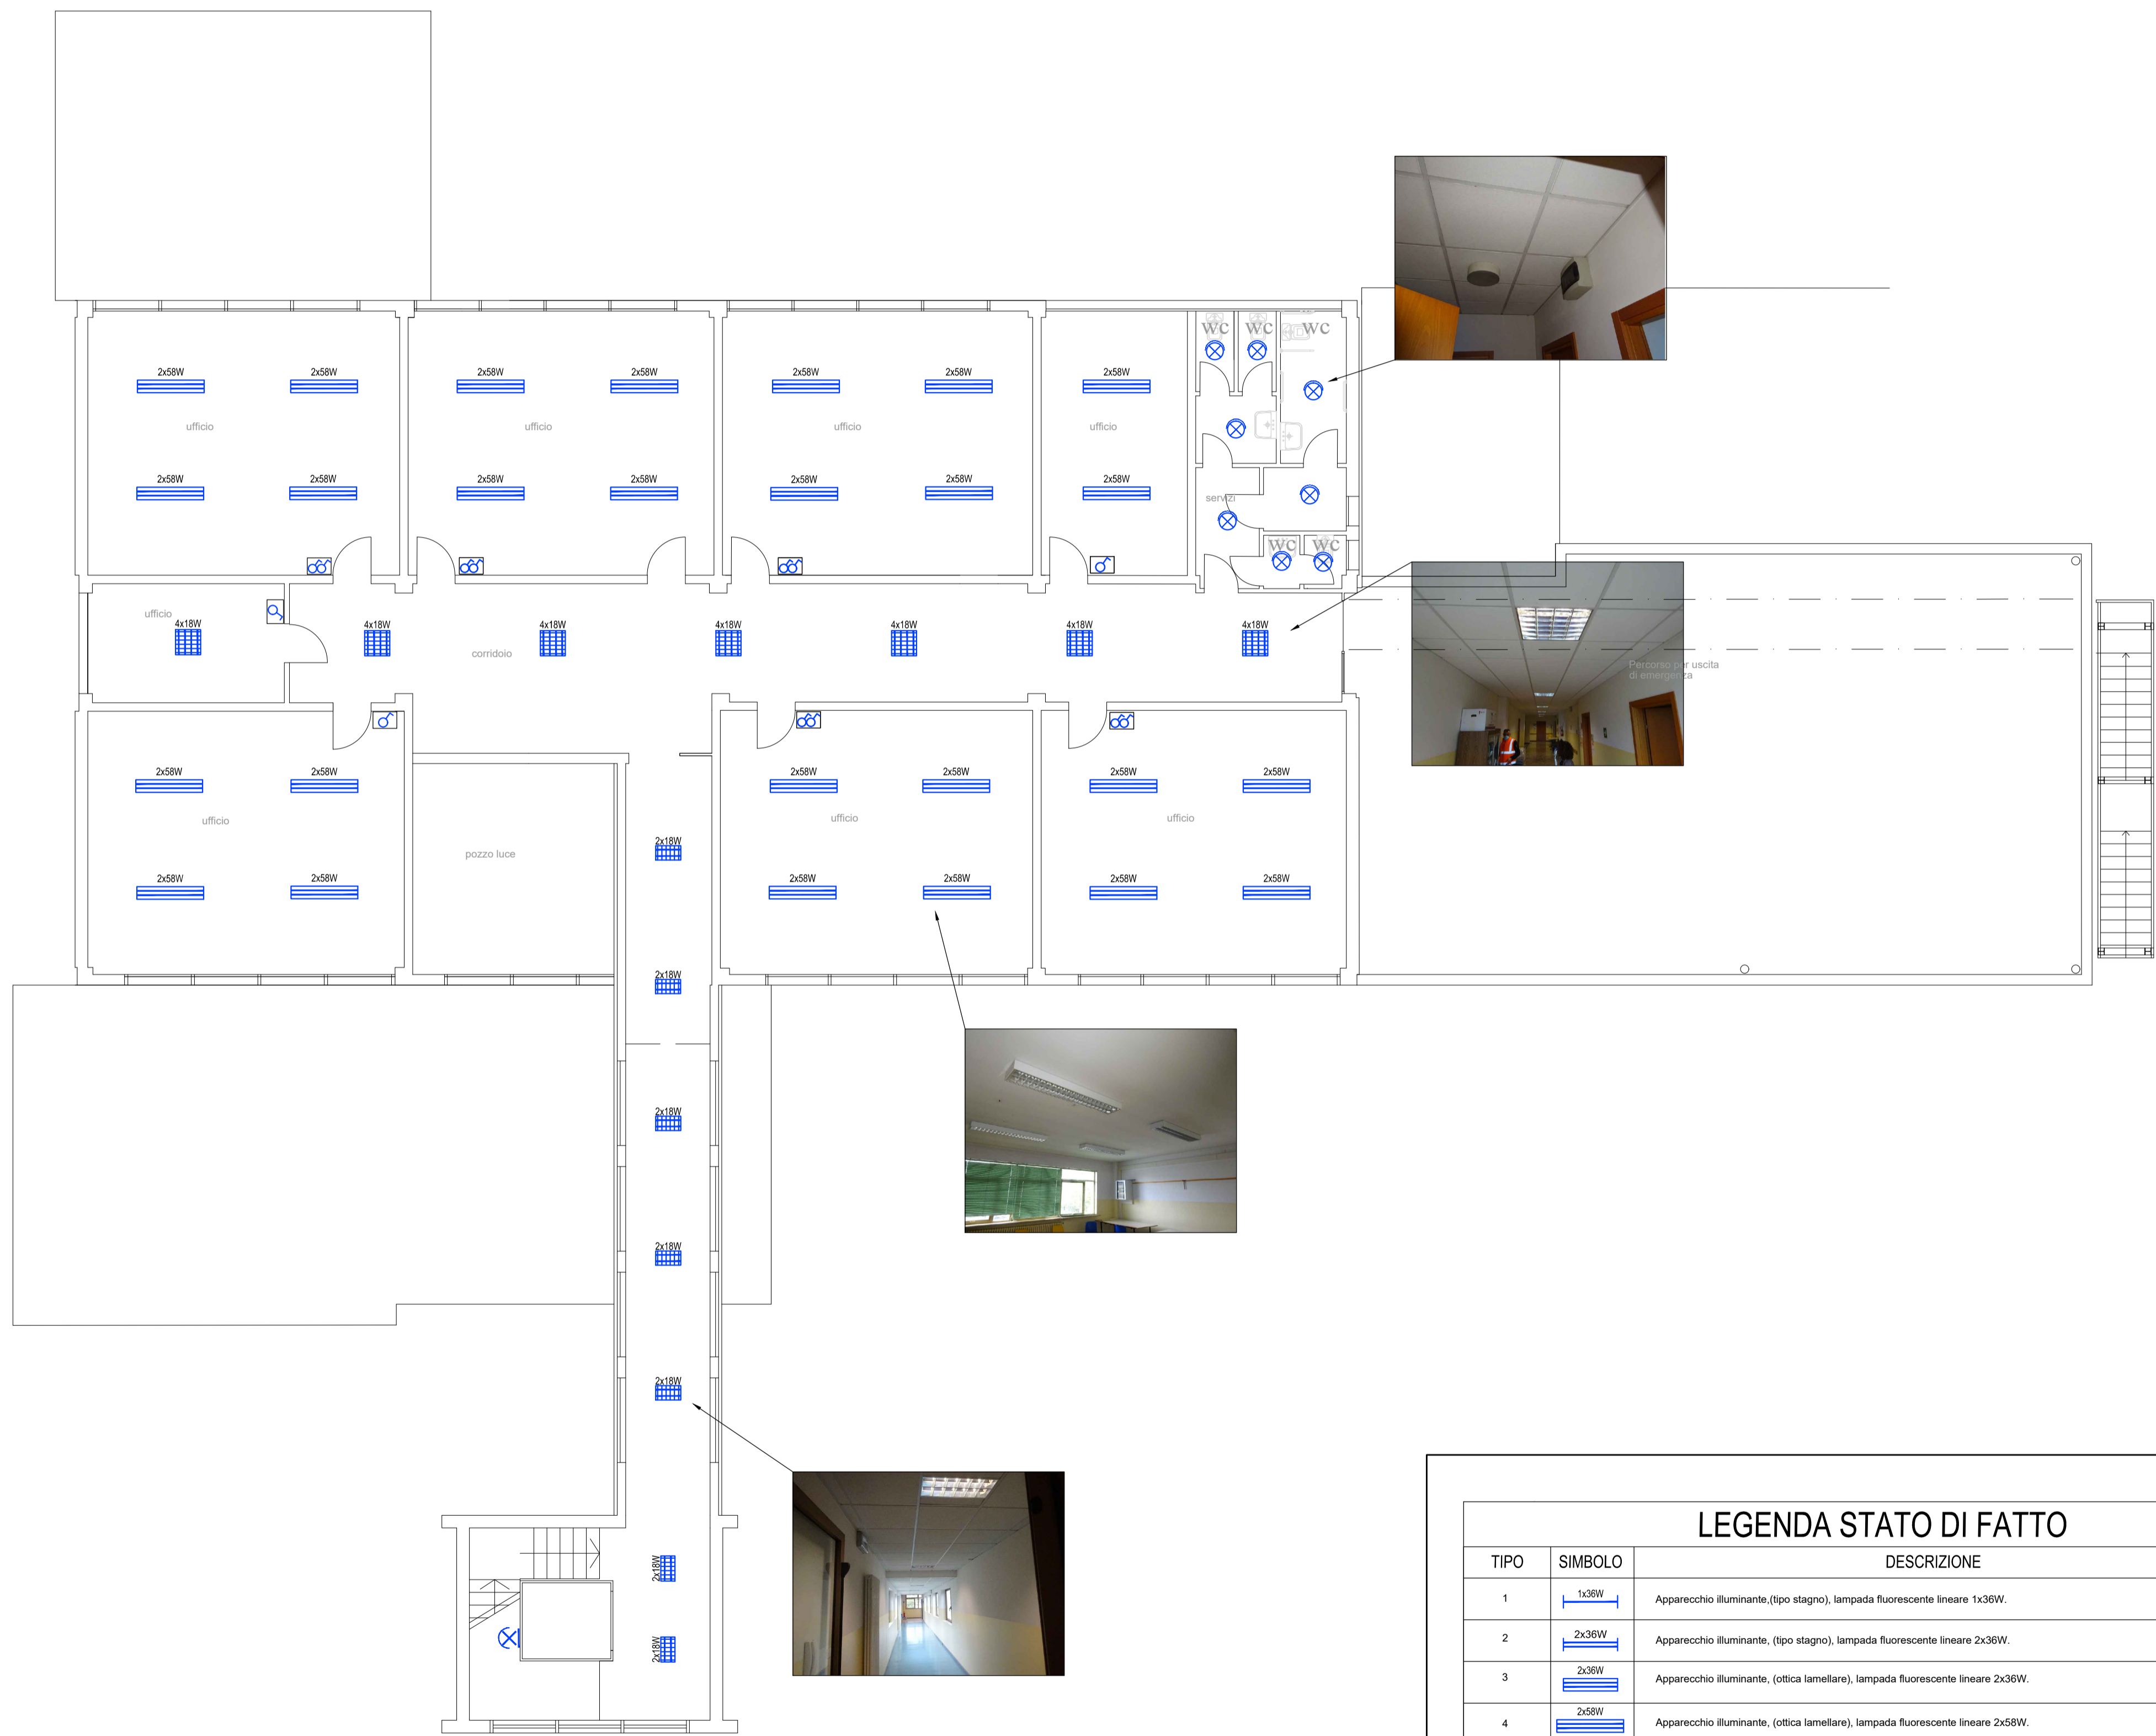 WC WC WC
2x58W 2x58W 2x58W 2x58W 2x58W 2x58W 2x58W
ufficio ufficio ufficio ufficio
2x58W 2x58W 2x58W 2x58W 2x58W 2x58W 2x58W
servizi
WC WC
ufficio
4x18W 4x18W 4x18W 4x18W 4x18W 4x18W 4x18W
corridoio
Percorso per uscita
di emergenza
2x58W 2x58W 2x58W 2x58W 2x58W 2x58W
ufficio ufficio ufficio
2x18W
pozzo luce
2x58W 2x58W 2x58W 2x58W 2x58W 2x58W
2x18W
2x18W
2x18W
2x18W
2x18W
2x18W
LEGENDA STATO DI FATTO
TIPO SIMBOLO DESCRIZIONE
1 1x36W Apparecchio illuminante,(tipo stagno), lampada fluorescente lineare 1x36W.
2 2x36W Apparecchio illuminante, (tipo stagno), lampada fluorescente lineare 2x36W.
3 2x36W Apparecchio illuminante, (ottica lamellare), lampada fluorescente lineare 2x36W.
4 2x58W Apparecchio illuminante, (ottica lamellare), lampada fluorescente lineare 2x58W.